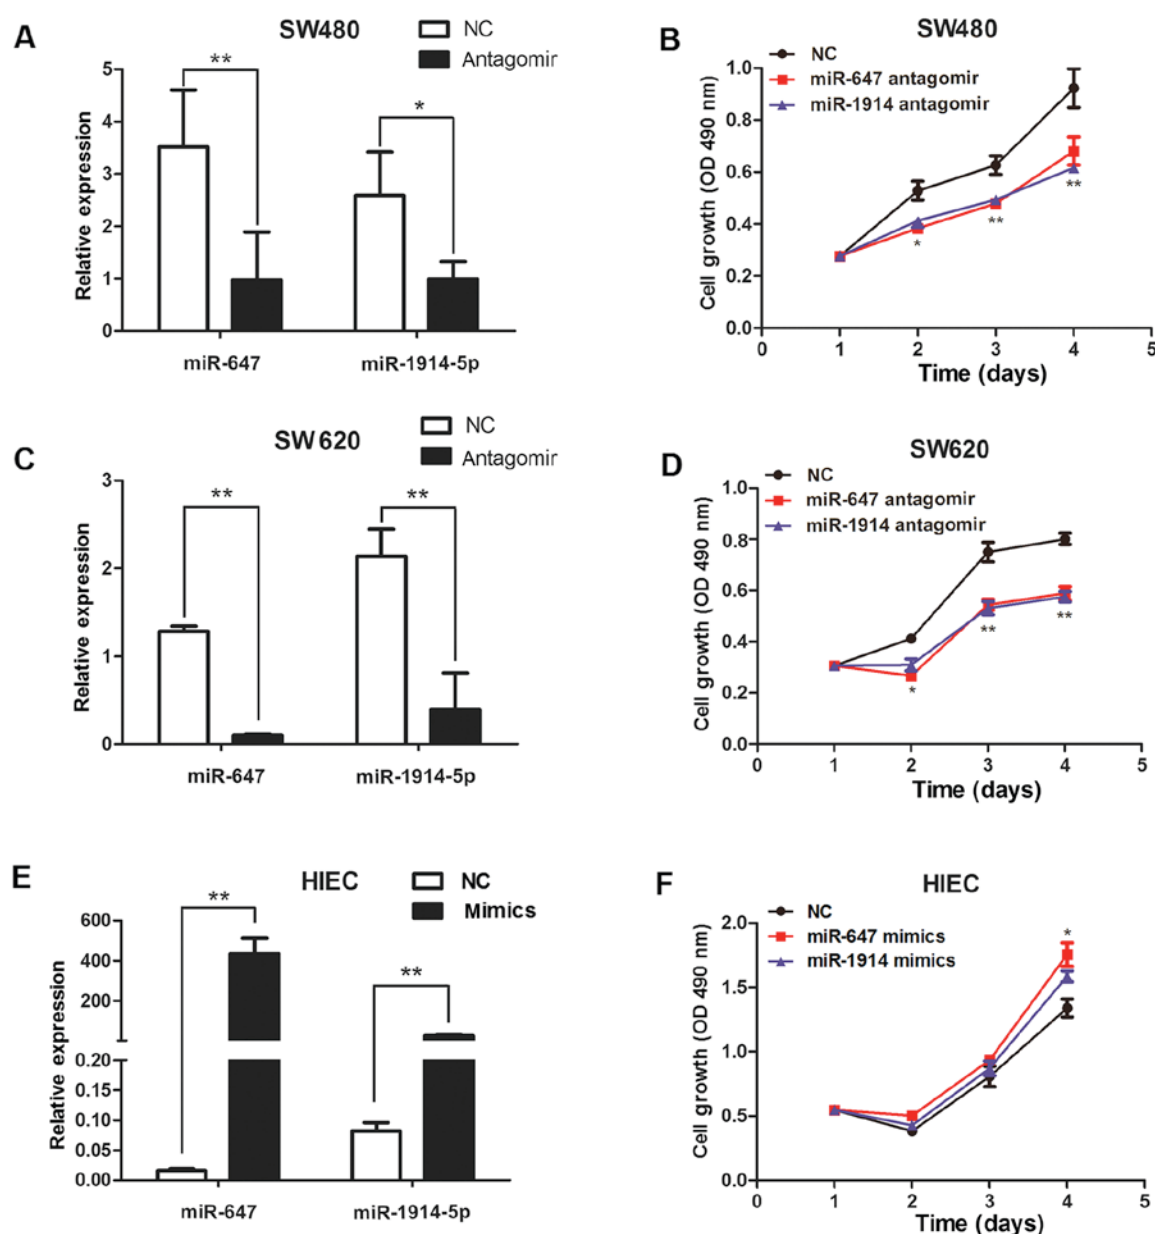 A
SW480
NC
Antagomir
Relative expression
5
4
3
2
1
0
**
*
miR-647
miR-1914-5p
B
SW480
NC
miR-647 antagomir
miR-1914 antagomir
Cell growth (OD 490 nm)
1.0
0.8
0.6
0.4
0.2
0.0
*
**
**
0
1
2
3
4
5
Time (days)
C
SW620
NC
Antagomir
Relative expression
3
2
1
0
**
**
miR-647
miR-1914-5p
D
SW620
NC
miR-647 antagomir
miR-1914 antagomir
Cell growth (OD 490 nm)
1.0
0.8
0.6
0.4
0.2
0.0
*
**
**
0
1
2
3
4
5
Time (days)
E
HIEC
NC
Mimics
Relative expression
600
400
200
0.20
0.15
0.10
0.05
0.00
**
**
miR-647
miR-1914-5p
F
HIEC
NC
miR-647 mimics
miR-1914 mimics
Cell growth (OD 490 nm)
2.0
1.5
1.0
0.5
0.0
*
0
1
2
3
4
5
Time (days)